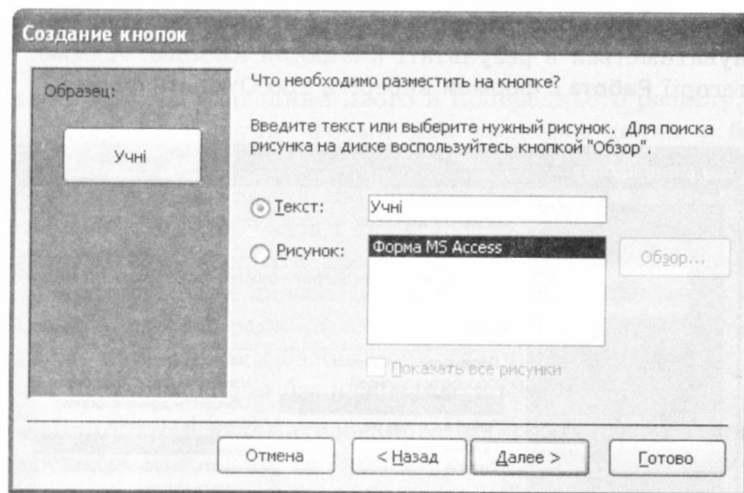 Создание кнопок
Образец:
Учні
Что необходимо разместить на кнопке?
Введите текст или выберите нужный рисунок. Для поиска
рисунка на диске воспользуйтесь кнопкой "Обзор".
Текст:
Учні
Рисунок:
Форма MS Access
Обзор...
Показать все рисунки
Отмена
< Назад
Далее >
Готово